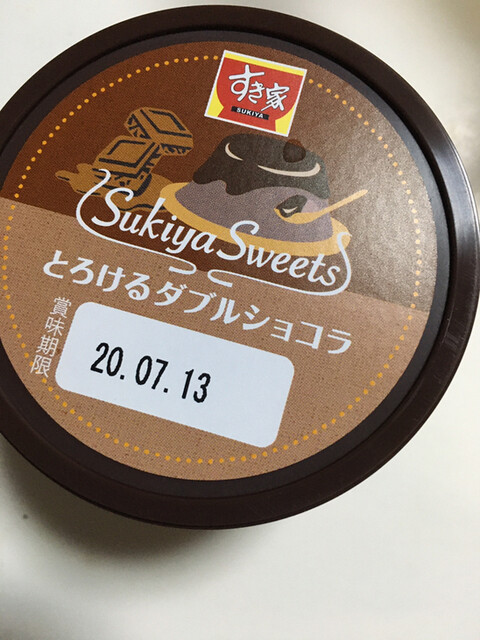 すき家
SUKIYA
Sukiya Sweets
とろけるダブルショコラ
賞味期限
20.07.13